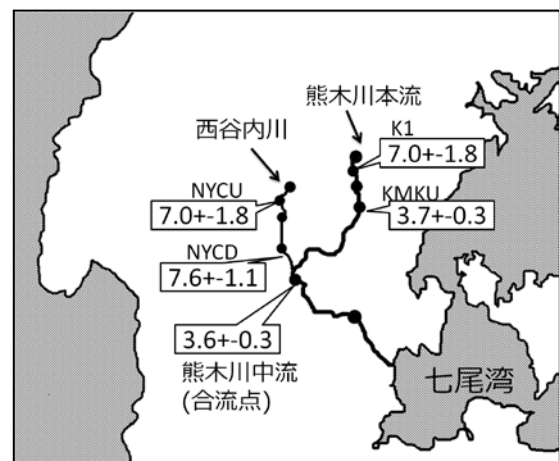 熊木川本流
西谷内川
K1
7.0+-1.8
NYCU
KMKU
7.0+-1.8
3.7+-0.3
NYCD
7.6+-1.1
3.6+-0.3
熊木川中流
(合流点)
七尾湾